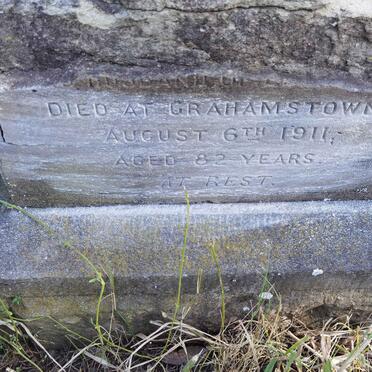 DIED AT GRAHAMSTOWN
AUGUST 6TH 1911,
AGED 82 YEARS.
AT REST.